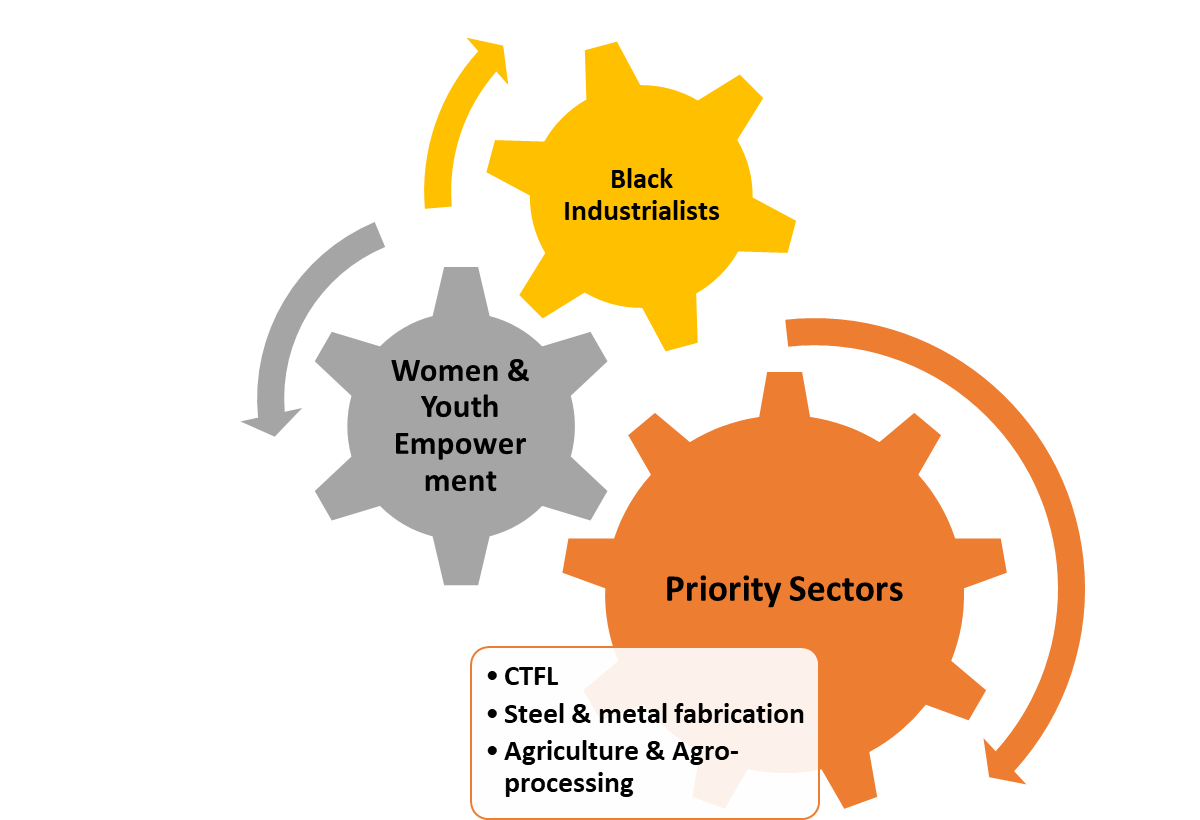 Black
Industrialists
Women &
Youth
Empower
ment
Priority Sectors
• CTFL
• Steel & metal fabrication
• Agriculture & Agro-
processing